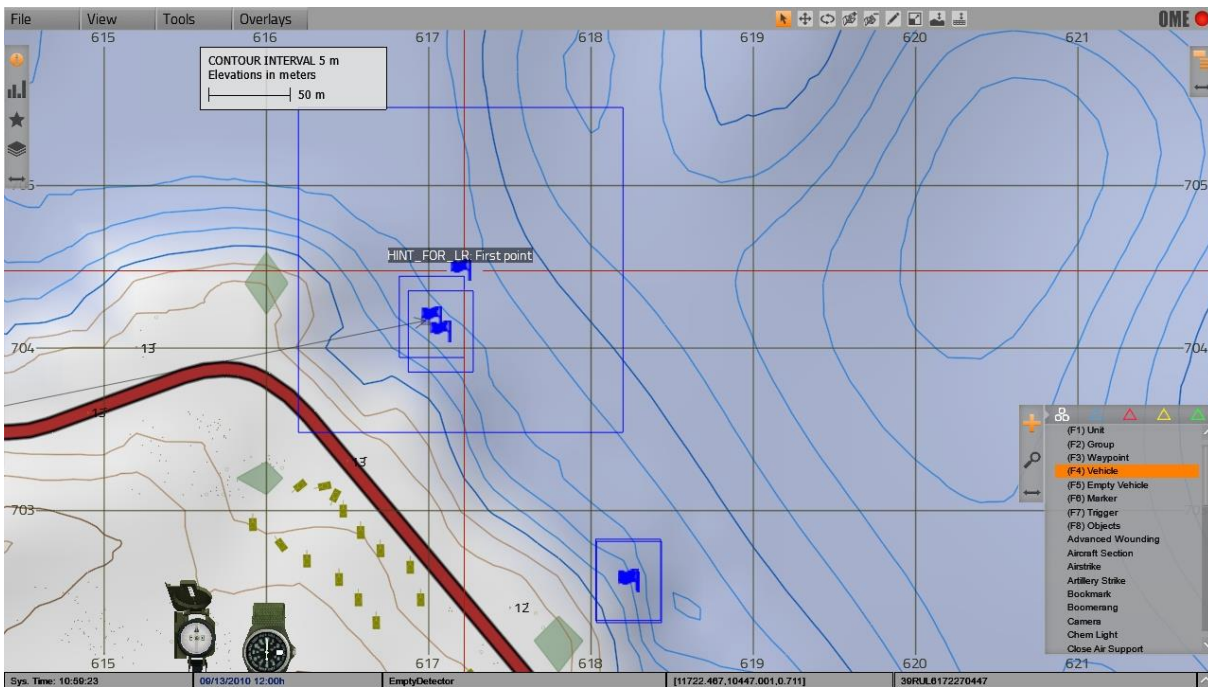 File View Tools Overlays OME
615 616 617 618 619 620 621
CONTOUR INTERVAL 5 m
Elevations in meters
50 m
705
HINT_FOR_LR: First point
704 13 704
13
(F1) Unit
(F2) Group
(F3) Waypoint
13
(F4) Vehicle
(F5) Empty Vehicle
(F6) Marker
703
(F7) Trigger
(F8) Objects
Advanced Wounding
Aircraft Section
Airstrike
Artillery Strike
Bookmark
12
Boomerang
Camera
Chem Light
Close Air Support
615 616 617 618 619 620 621
Sys. Time: 10:59:23 09/13/2010 12:00h EmptyDetector [11722.467,10447.001,0.711] 39RUL6172270447